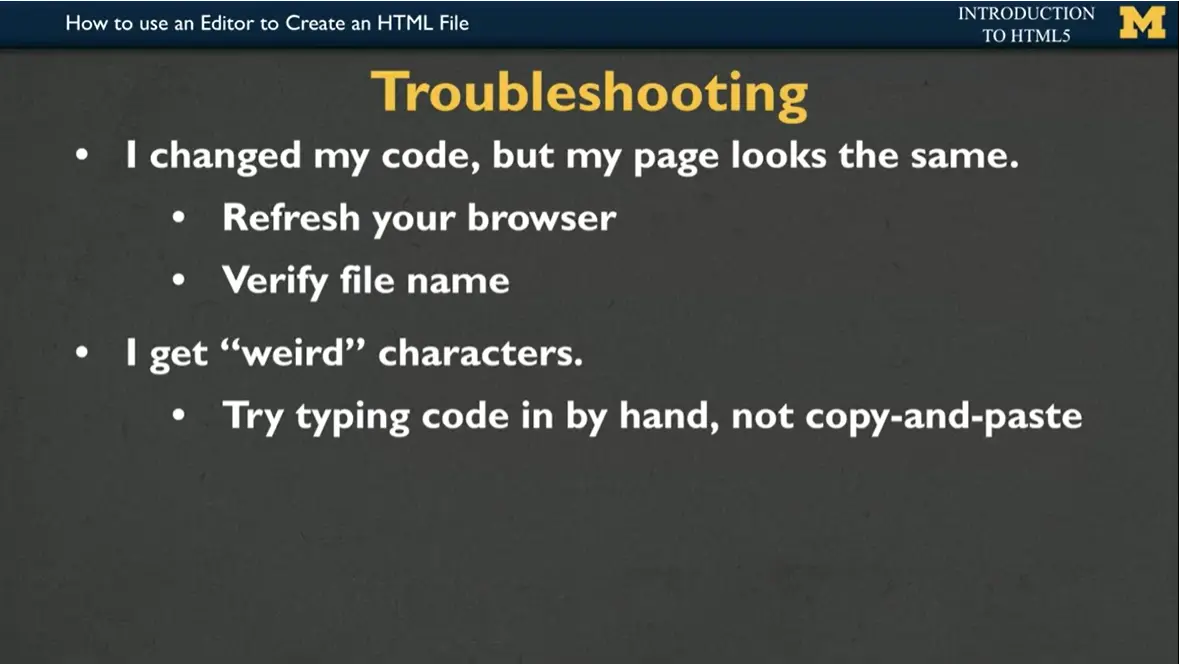 How to use an Editor to Create an HTML File
INTRODUCTION
TO HTML5
M
Troubleshooting
• I changed my code, but my page looks the same.
• Refresh your browser
• Verify file name
• I get “weird” characters.
• Try typing code in by hand, not copy-and-paste